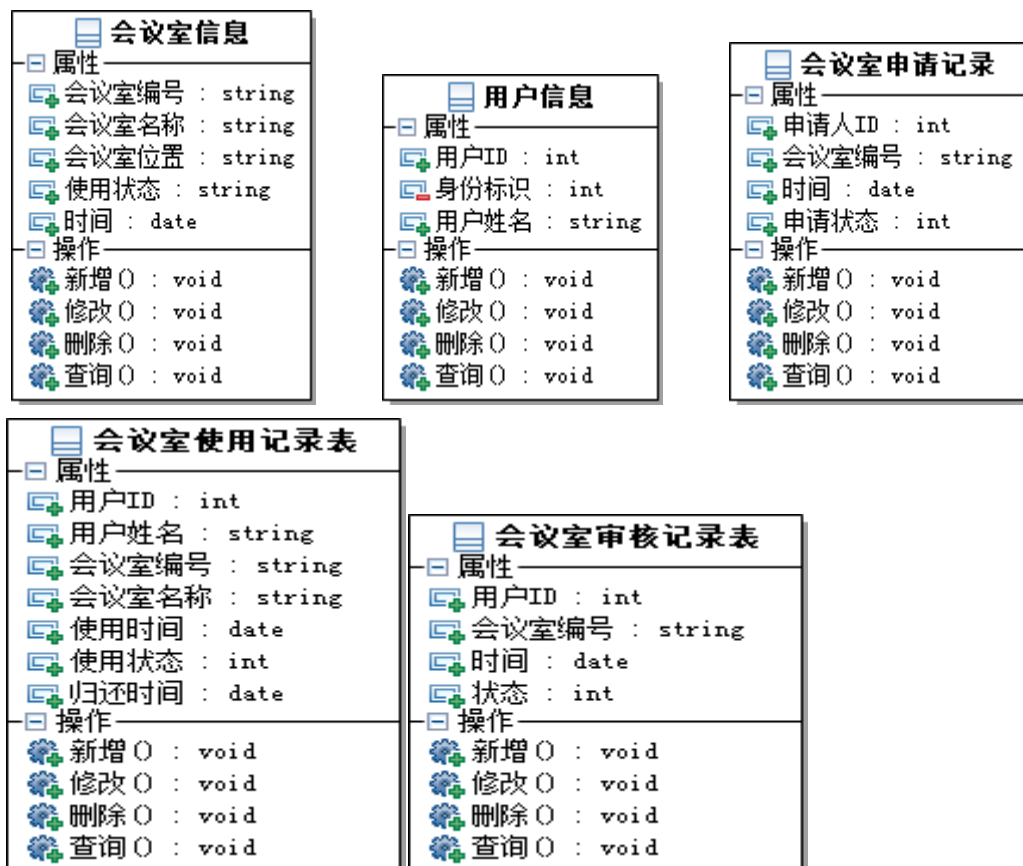 会议室信息
属性
会议室编号 : string
会议室名称 : string
会议室位置 : string
使用状态 : string
时间 : date
操作
新增() : void
修改() : void
删除() : void
查询() : void
用户信息
属性
用户ID : int
身份标识 : int
用户姓名 : string
操作
新增() : void
修改() : void
删除() : void
查询() : void
会议室申请记录
属性
申请人ID : int
会议室编号 : string
时间 : date
申请状态 : int
操作
新增() : void
修改() : void
删除() : void
查询() : void
会议室使用记录表
属性
用户ID : int
用户姓名 : string
会议室编号 : string
会议室名称 : string
使用时间 : date
使用状态 : int
归还时间 : date
操作
新增() : void
修改() : void
删除() : void
查询() : void
会议室审核记录表
属性
用户ID : int
会议室编号 : string
时间 : date
状态 : int
操作
新增() : void
修改() : void
删除() : void
查询() : void